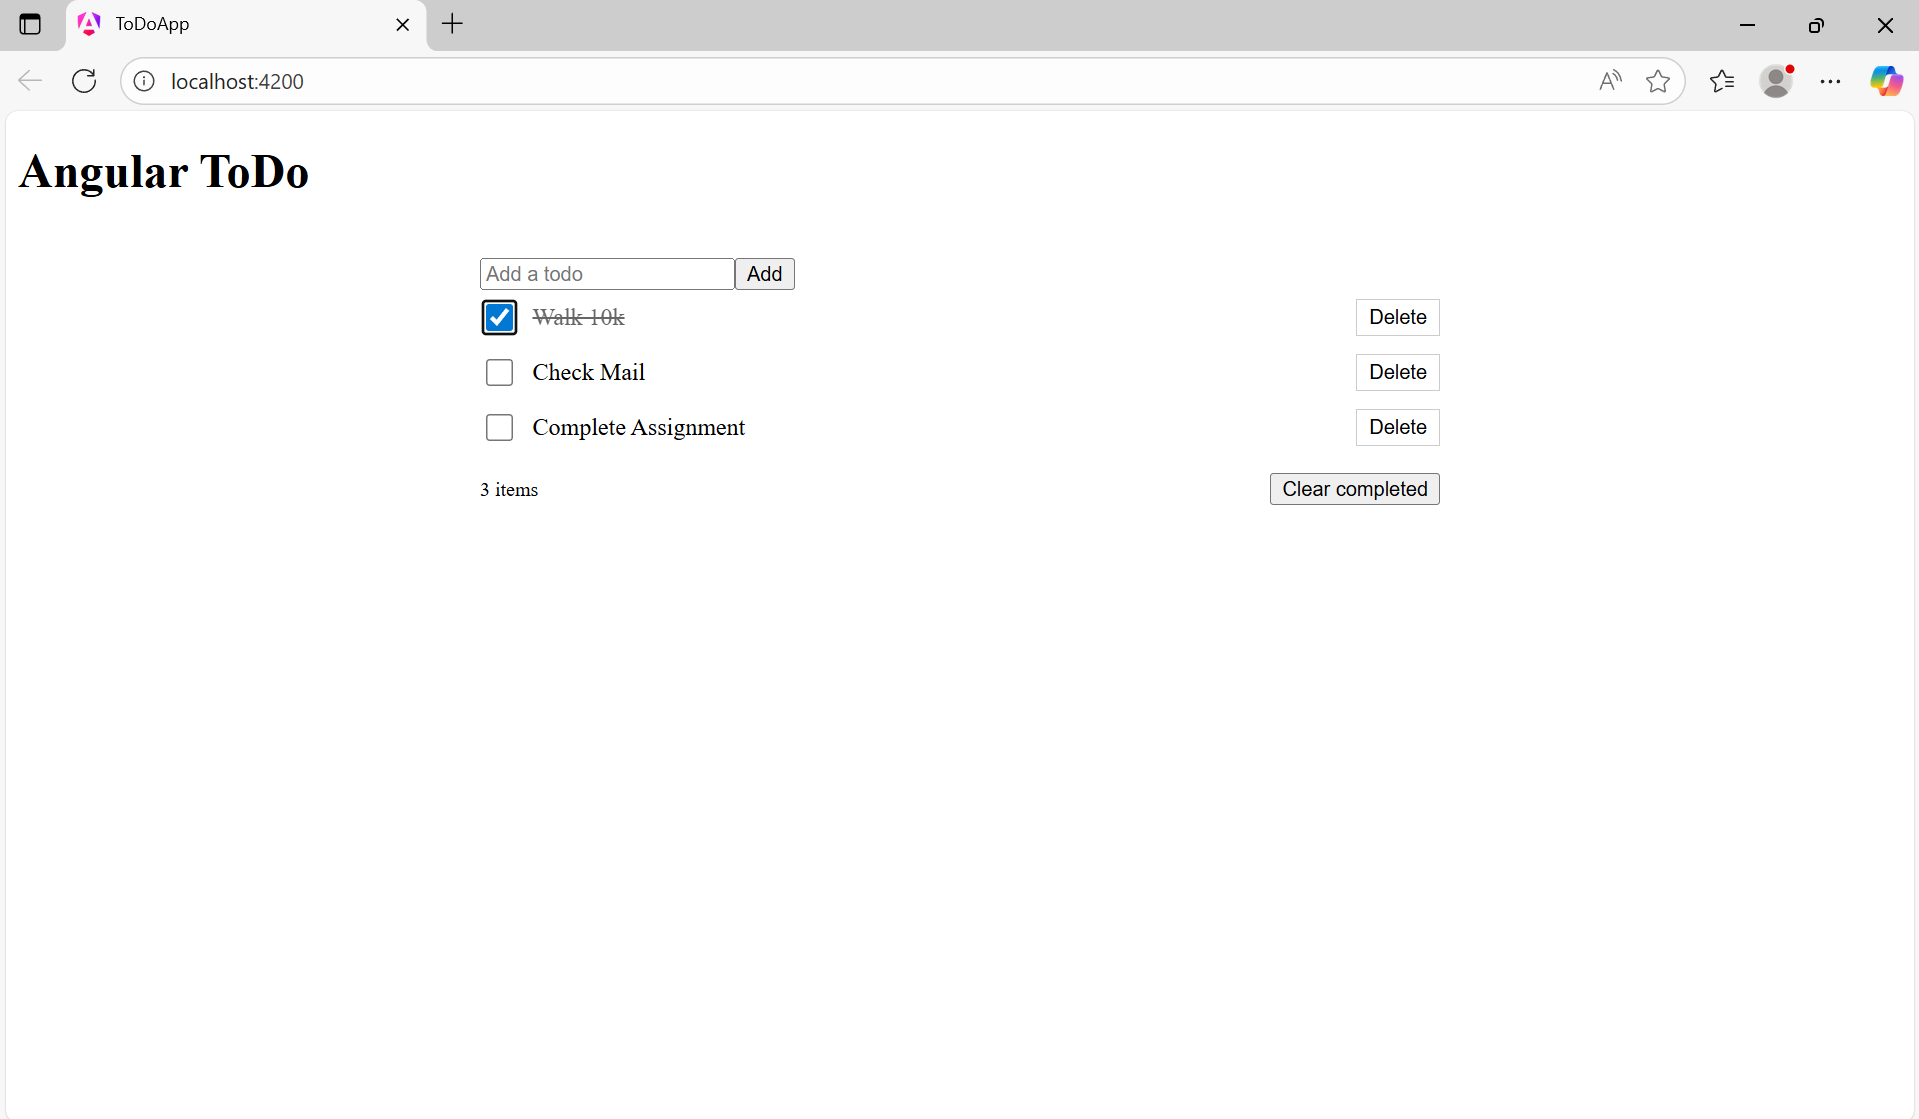 ToDoApp
localhost:4200
Angular ToDo
Add a todo Add
Walk 10k Delete
Check Mail Delete
Complete Assignment Delete
3 items Clear completed